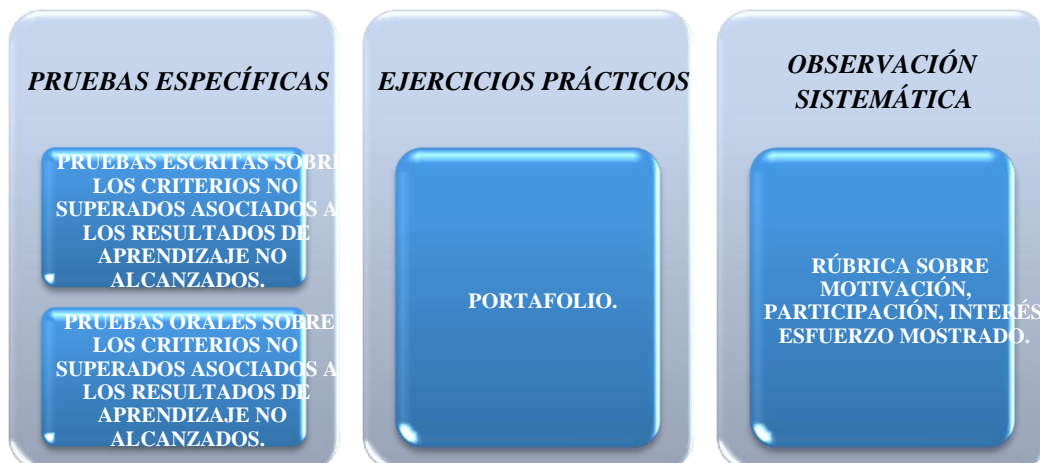 PRUEBAS ESPECÍFICAS
PRUEBAS ESCRITAS SOBRE
LOS CRITERIOS NO
SUPERADOS ASOCIADOS A
LOS RESULTADOS DE
APRENDIZAJE NO
ALCANZADOS.
PRUEBAS ORALES SOBRE
LOS CRITERIOS NO
SUPERADOS ASOCIADOS A
LOS RESULTADOS DE
APRENDIZAJE NO
ALCANZADOS.
EJERCICIOS PRÁCTICOS
PORTAFOLIO.
OBSERVACIÓN
SISTEMÁTICA
RÚBRICA SOBRE
MOTIVACIÓN,
PARTICIPACIÓN, INTERÉS
ESFUERZO MOSTRADO.